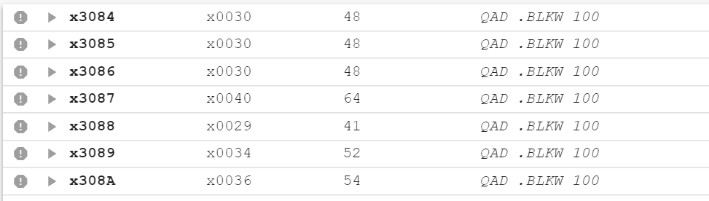 x3084 x0030 48 QAD .BLKW 100
x3085 x0030 48 QAD .BLKW 100
x3086 x0030 48 QAD .BLKW 100
x3087 x0040 64 QAD .BLKW 100
x3088 x0029 41 QAD .BLKW 100
x3089 x0034 52 QAD .BLKW 100
x308A x0036 54 QAD .BLKW 100